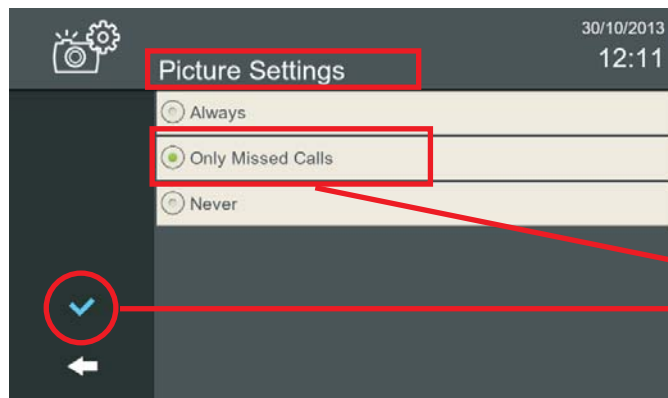 30/10/2013
12:11
Picture Settings
Always
Only Missed Calls
Never